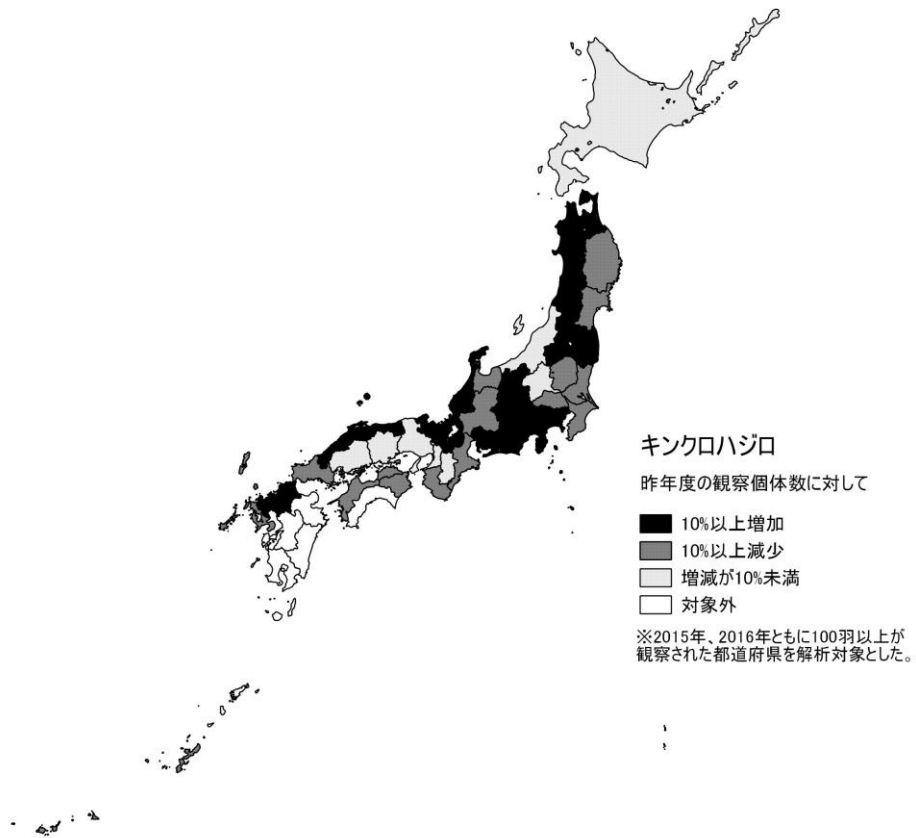 キンクロハジロ
昨年度の観察個体数に対して
10%以上増加
10%以上減少
増減が10%未満
対象外
※2015年、2016年ともに100羽以上が
観察された都道府県を解析対象とした。